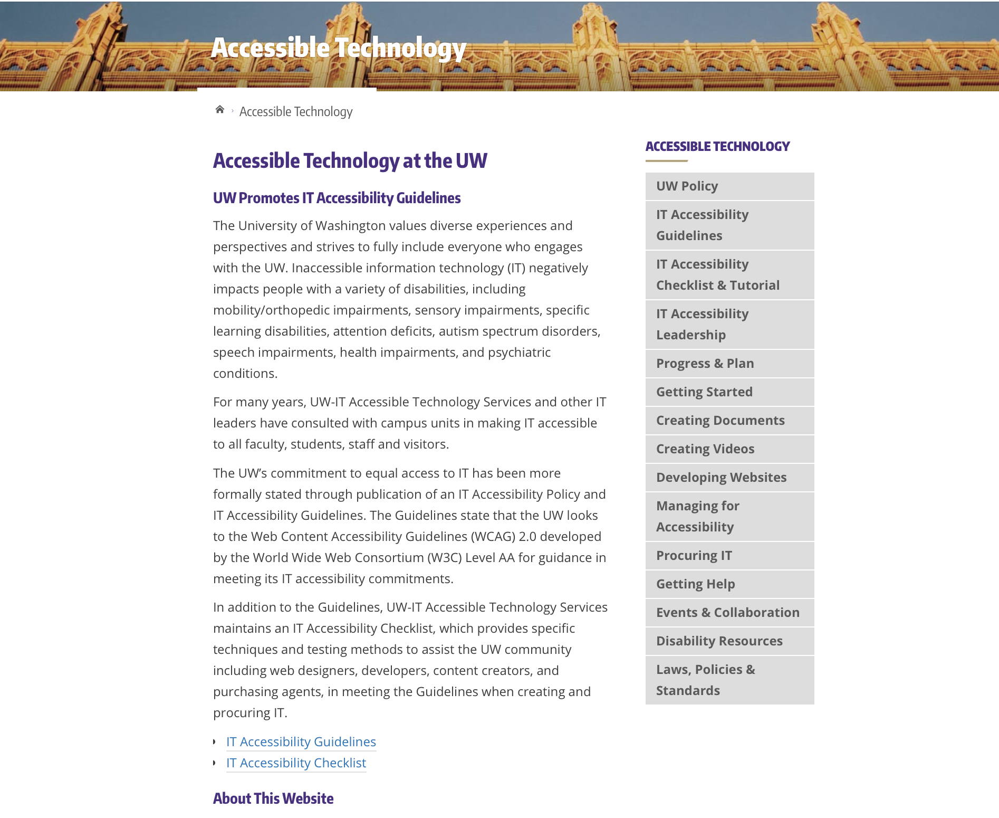 Accessible Technology
› Accessible Technology
Accessible Technology at the UW
UW Promotes IT Accessibility Guidelines
The University of Washington values diverse experiences and
perspectives and strives to fully include everyone who engages
with the UW. Inaccessible information technology (IT) negatively
impacts people with a variety of disabilities, including
mobility/orthopedic impairments, sensory impairments, specific
learning disabilities, attention deficits, autism spectrum disorders,
speech impairments, health impairments, and psychiatric
conditions.
For many years, UW-IT Accessible Technology Services and other IT
leaders have consulted with campus units in making IT accessible
to all faculty, students, staff and visitors.
The UW’s commitment to equal access to IT has been more
formally stated through publication of an IT Accessibility Policy and
IT Accessibility Guidelines. The Guidelines state that the UW looks
to the Web Content Accessibility Guidelines (WCAG) 2.0 developed
by the World Wide Web Consortium (W3C) Level AA for guidance in
meeting its IT accessibility commitments.
In addition to the Guidelines, UW-IT Accessible Technology Services
maintains an IT Accessibility Checklist, which provides specific
techniques and testing methods to assist the UW community
including web designers, developers, content creators, and
purchasing agents, in meeting the Guidelines when creating and
procuring IT.
• IT Accessibility Guidelines
• IT Accessibility Checklist
About This Website
ACCESSIBLE TECHNOLOGY
UW Policy
IT Accessibility
Guidelines
IT Accessibility
Checklist & Tutorial
IT Accessibility
Leadership
Progress & Plan
Getting Started
Creating Documents
Creating Videos
Developing Websites
Managing for
Accessibility
Procuring IT
Getting Help
Events & Collaboration
Disability Resources
Laws, Policies &
Standards